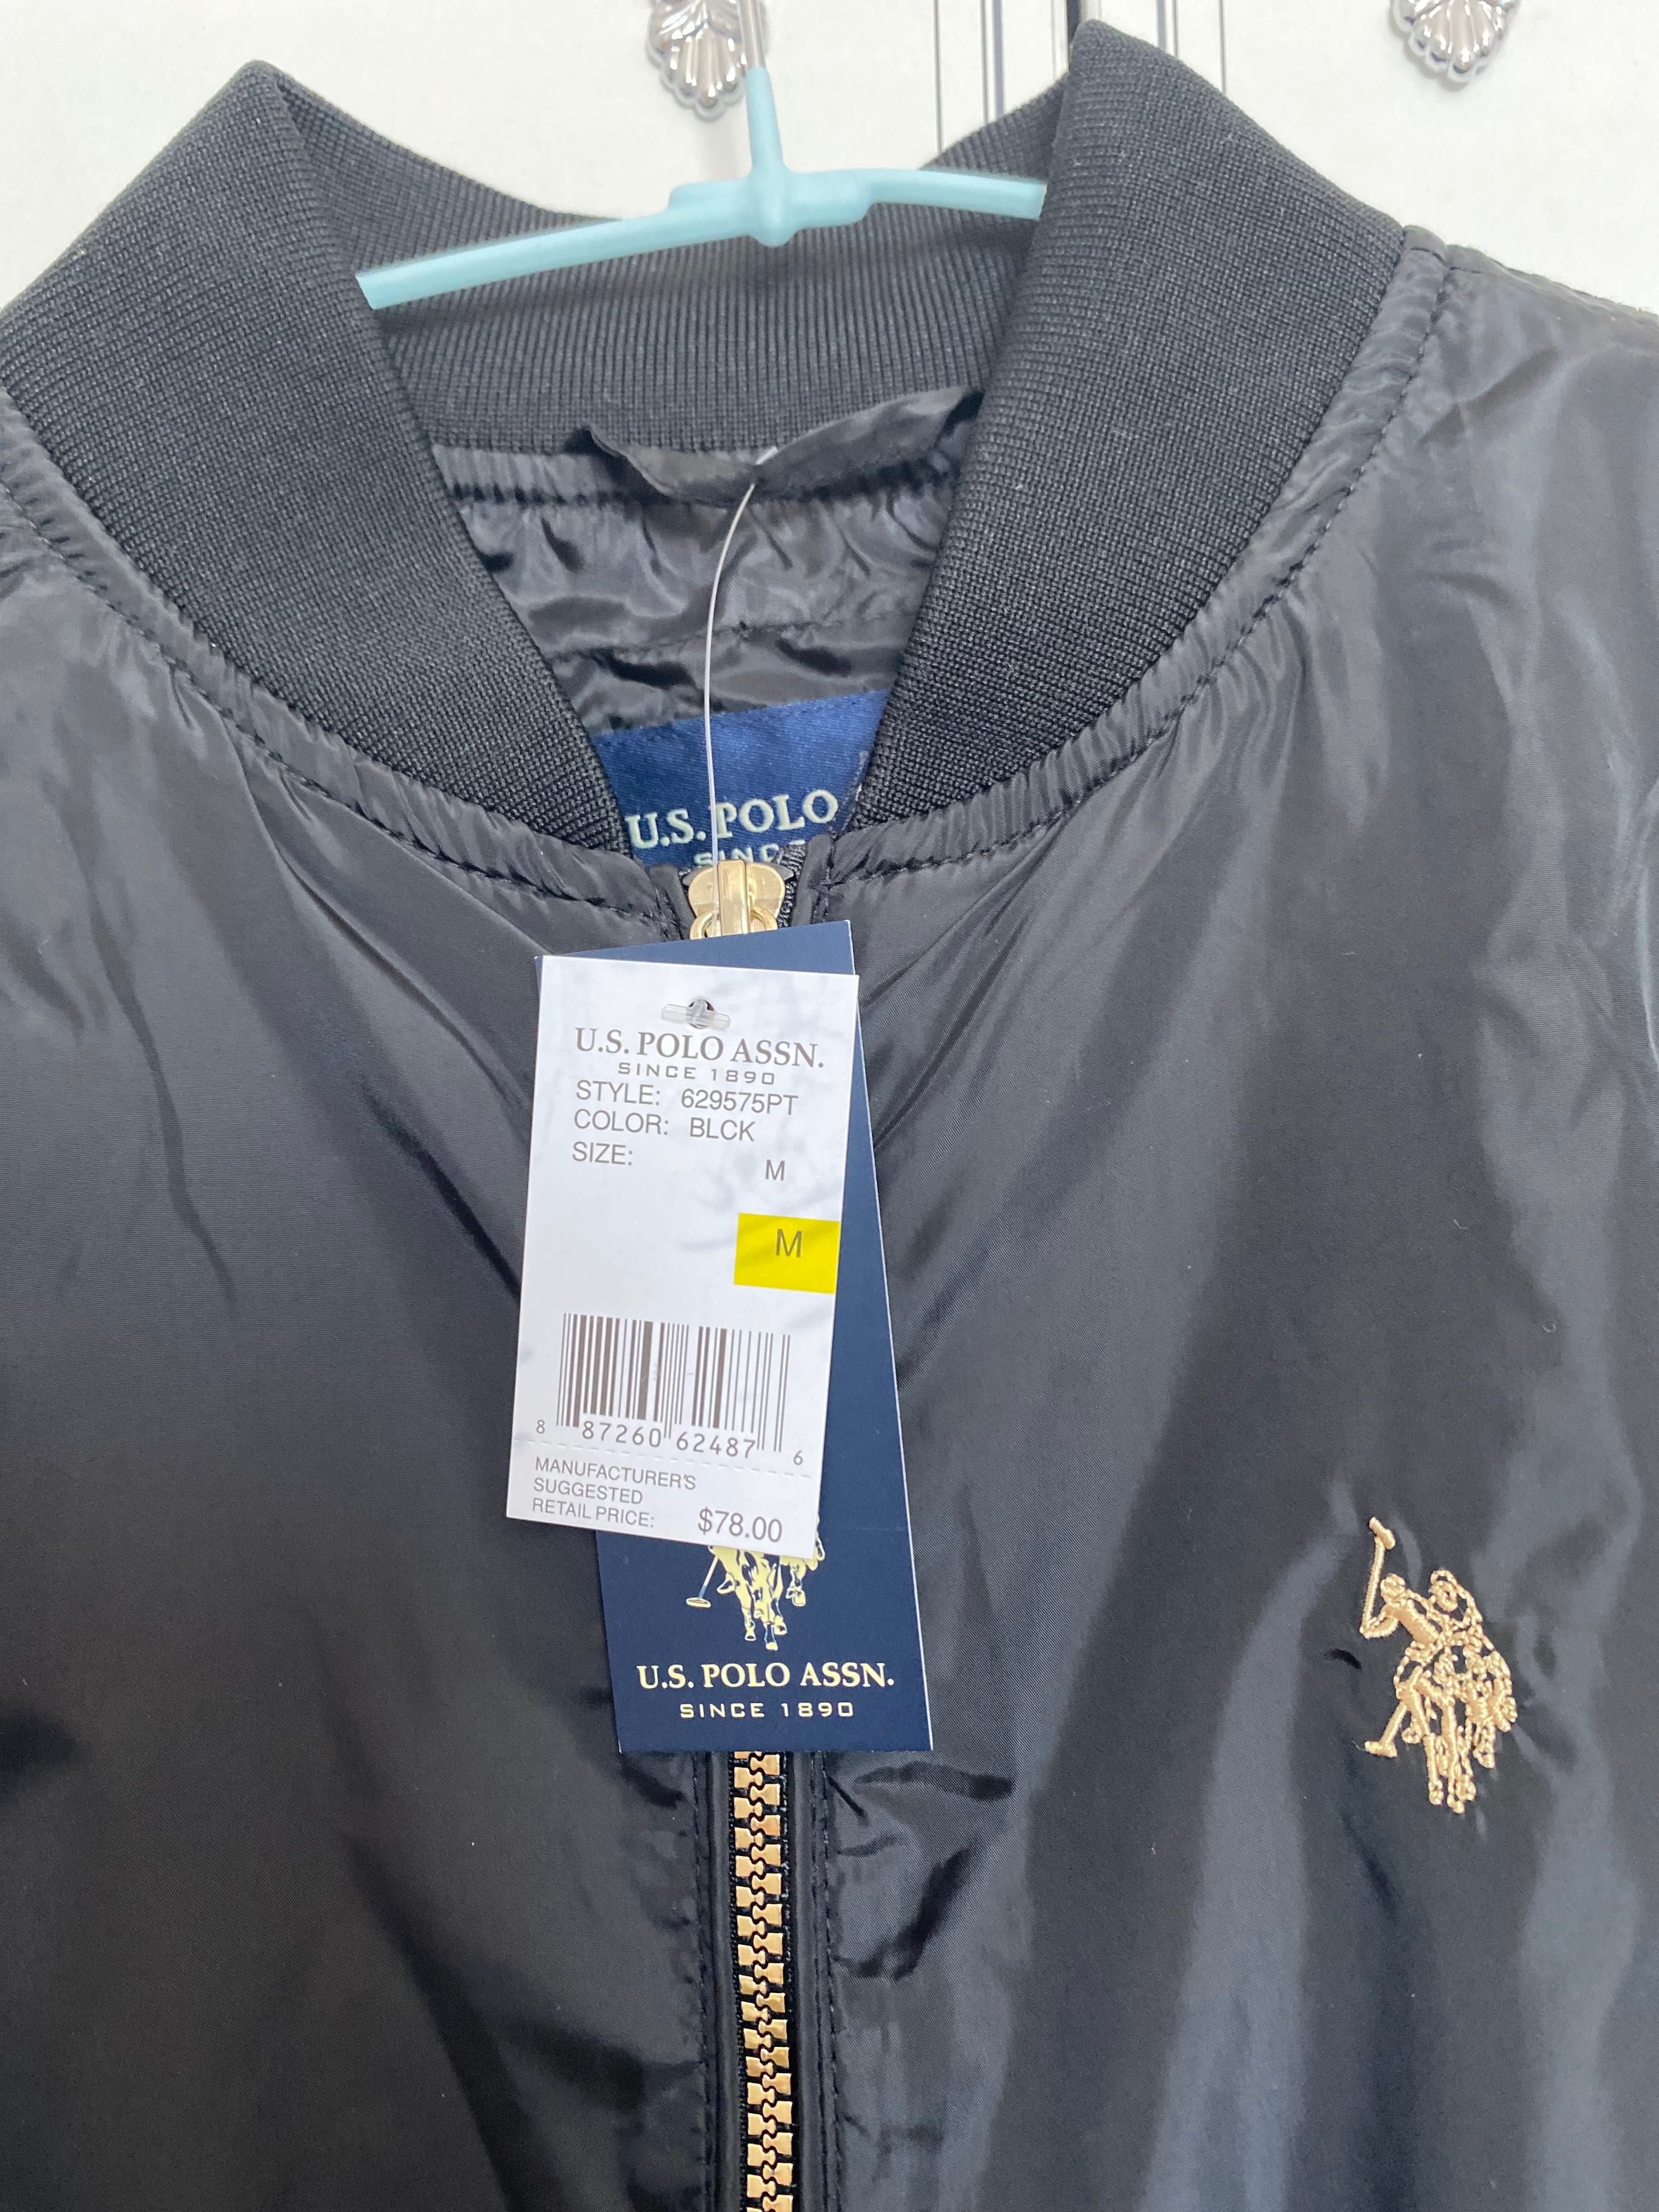 U.S. POLO
SINCE
U.S. POLO ASSN.
SINCE 1890
STYLE: 629575PT
COLOR: BLCK
SIZE:
M
M
8 87260 62487 6
MANUFACTURER'S
SUGGESTED
RETAIL PRICE: $78.00
U.S. POLO ASSN.
SINCE 1890